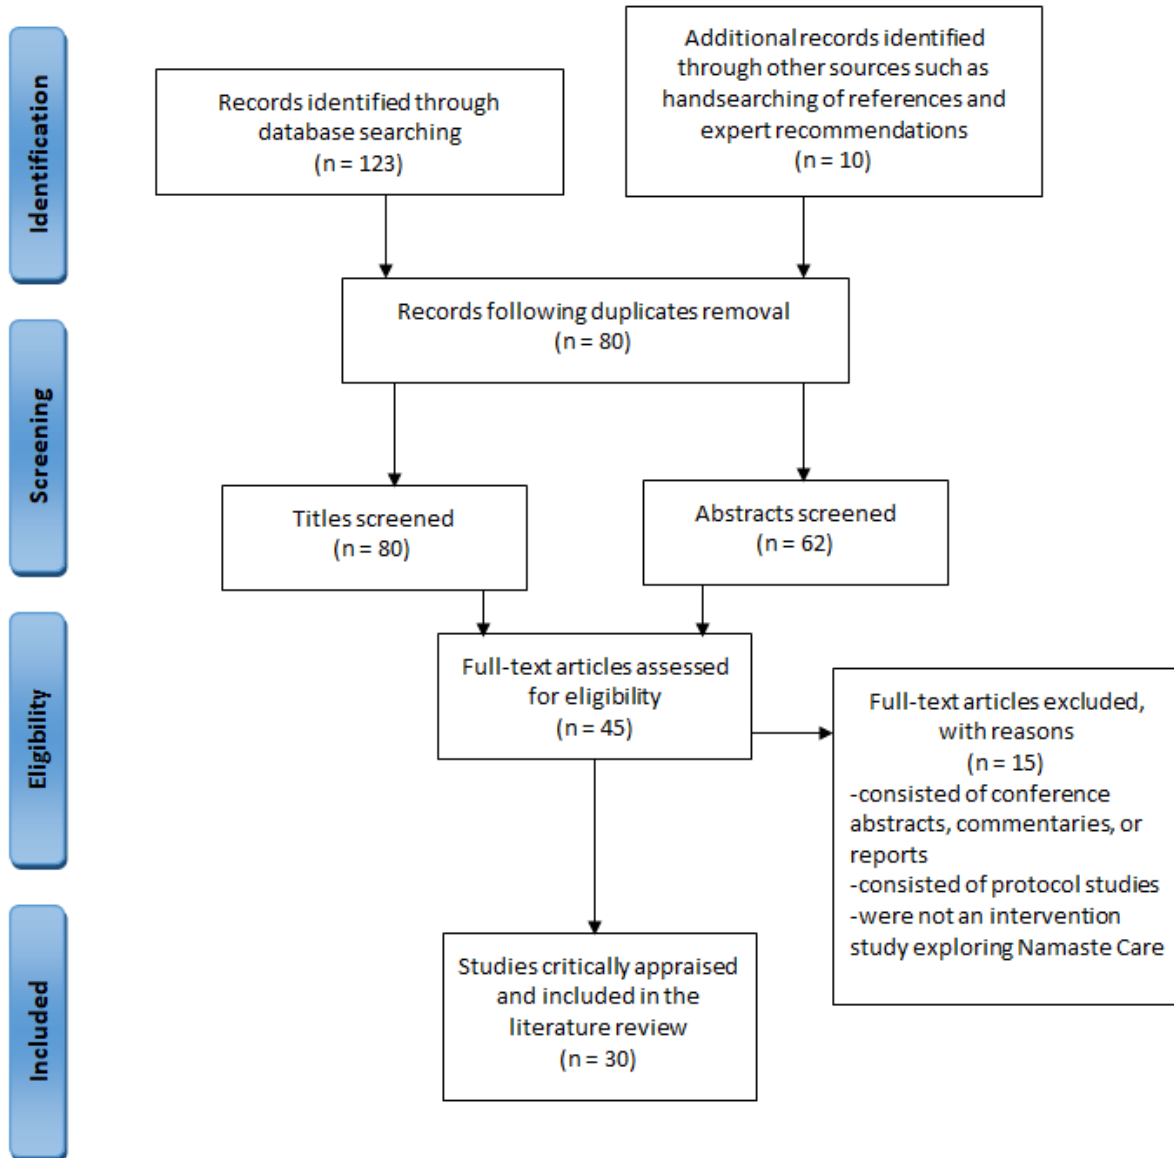 Identification
Records identified through
database searching
(n = 123)
Additional records identified
through other sources such as
handsearching of references and
expert recommendations
(n = 10)
Records following duplicates removal
(n = 80)
Screening
Titles screened
(n = 80)
Abstracts screened
(n = 62)
Eligibility
Full-text articles assessed
for eligibility
(n = 45)
Full-text articles excluded,
with reasons
(n = 15)
-consisted of conference
abstracts, commentaries, or
reports
-consisted of protocol studies
-were not an intervention
study exploring Namaste Care
Included
Studies critically appraised
and included in the
literature review
(n = 30)